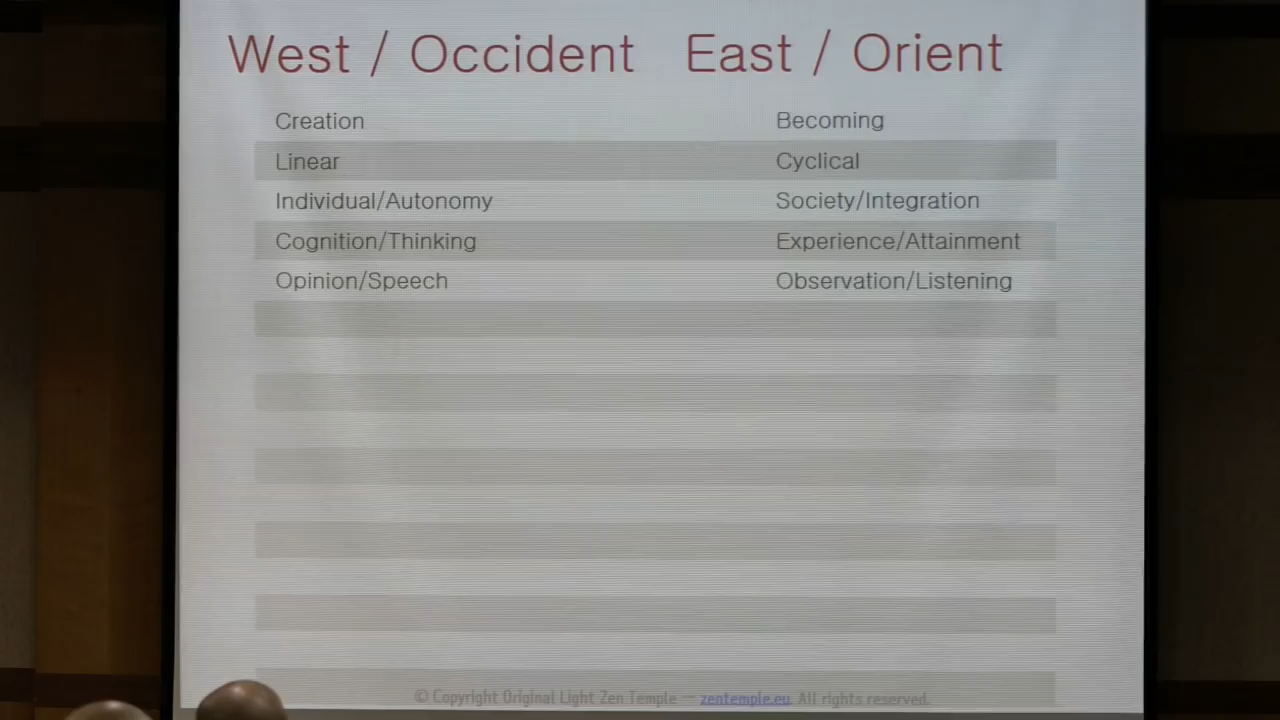 West / Occident East / Orient
Creation Becoming
Linear Cyclical
Individual/Autonomy Society/Integration
Cognition/Thinking Experience/Attainment
Opinion/Speech Observation/Listening
© Copyright Original Light Zen Temple — zentemple.eu. All rights reserved.